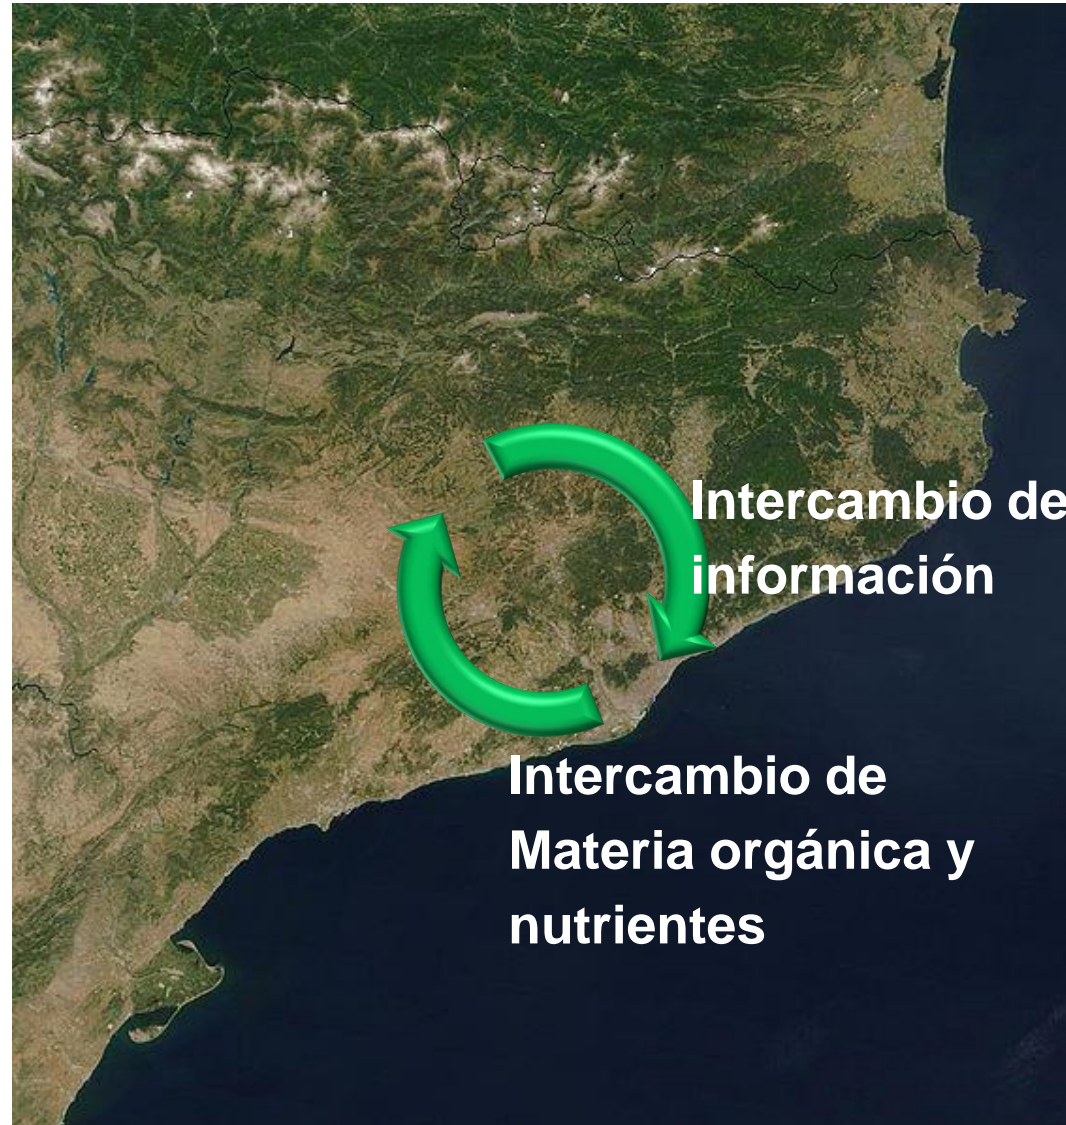 Intercambio de
información
Intercambio de
Materia orgánica y
nutrientes